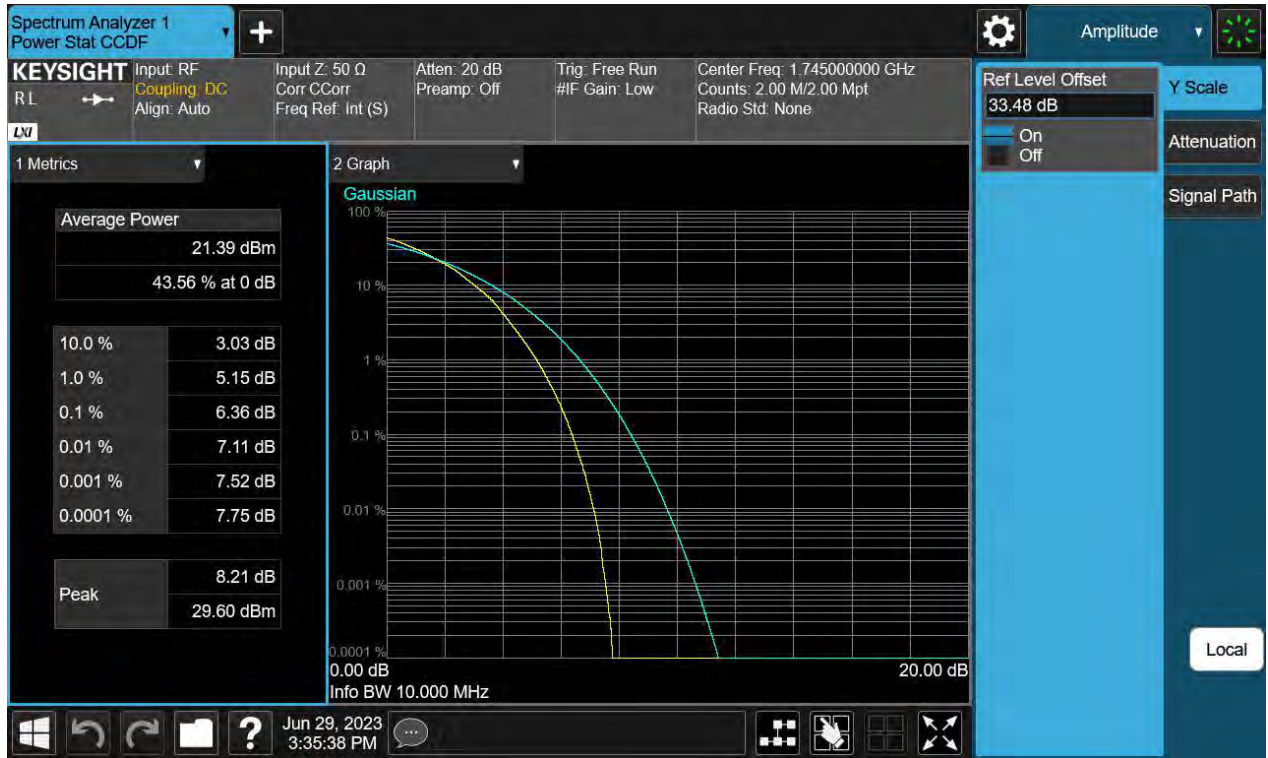 Spectrum Analyzer 1
Power Stat CCDF
+
Amplitude
KEYSIGHT
RL
LXI
Input: RF
Coupling: DC
Align: Auto
Input Z: 50 Ω
Corr CCorr
Freq Ref: Int (S)
Atten: 20 dB
Preamp: Off
Trig: Free Run
#IF Gain: Low
Center Freq: 1.745000000 GHz
Counts: 2.00 M/2.00 Mpt
Radio Std: None
Ref Level Offset
33.48 dB
On
Off
Y Scale
Attenuation
Signal Path
Local
1 Metrics
Average Power
21.39 dBm
43.56 % at 0 dB
10.0 % 3.03 dB
1.0 % 5.15 dB
0.1 % 6.36 dB
0.01 % 7.11 dB
0.001 % 7.52 dB
0.0001 % 7.75 dB
Peak
8.21 dB
29.60 dBm
2 Graph
Gaussian
100 %
10 %
1 %
0.1 %
0.01 %
0.001 %
0.0001 %
0.00 dB 20.00 dB
Info BW 10.000 MHz
?
Jun 29, 2023
3:35:38 PM